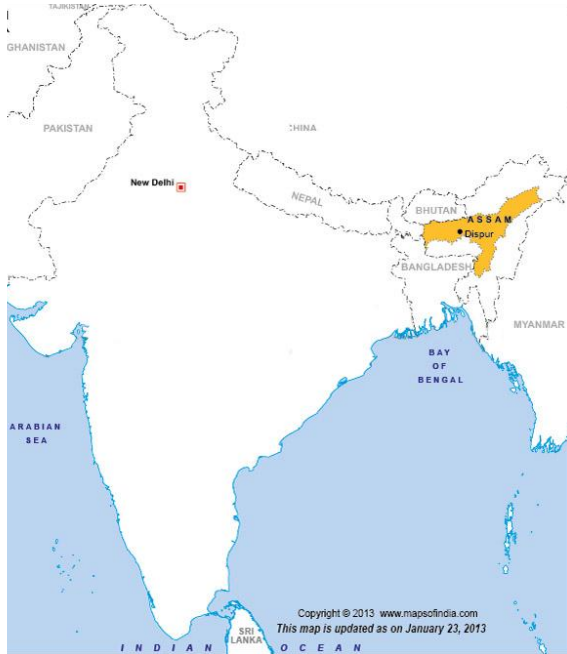 TAJIKISTAN
GHANISTAN
PAKISTAN
:HINA
New Delhi
NEPAL
BHUTAN
ASSAM
Dispur
BANGLADESH
MYANMAR
BAY
OF
BENGAL
ARABIAN
SEA
Copyright © 2013 www.mapsofindia.com
This map is updated as on January 23, 2013
SRI
LANKA
INDIAN OCEAN